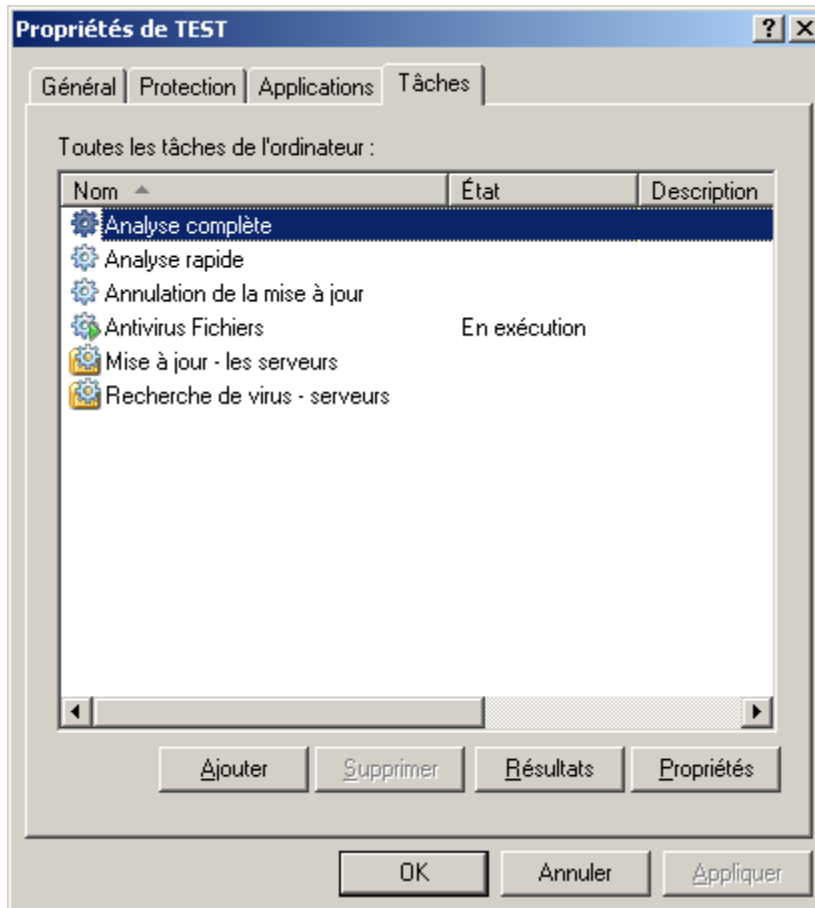 Propriétés de TEST
Général Protection Applications Tâches
Toutes les tâches de l'ordinateur :
Nom État Description
Analyse complète
Analyse rapide
Annulation de la mise à jour
Antivirus Fichiers En exécution
Mise à jour - les serveurs
Recherche de virus - serveurs
Ajouter Supprimer Résultats Propriétés
OK Annuler Appliquer